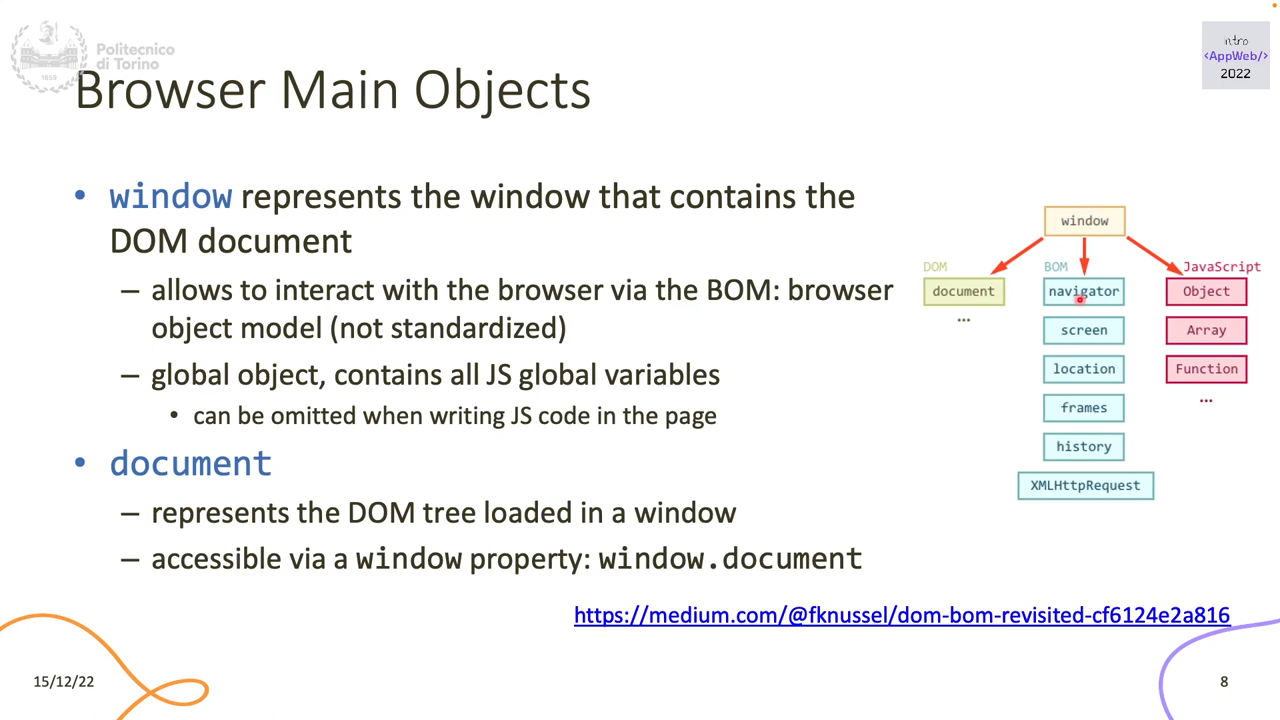 Politecnico
di Torino
1859
intro
<AppWeb/>
2022
Browser Main Objects
• window represents the window that contains the
DOM document
– allows to interact with the browser via the BOM: browser
object model (not standardized)
– global object, contains all JS global variables
• can be omitted when writing JS code in the page
• document
– represents the DOM tree loaded in a window
– accessible via a window property: window.document
window
DOM
document
...
BOM
navigator
screen
location
frames
history
XMLHttpRequest
JavaScript
Object
Array
Function
...
https://medium.com/@fknussel/dom-bom-revisited-cf6124e2a816
15/12/22
8